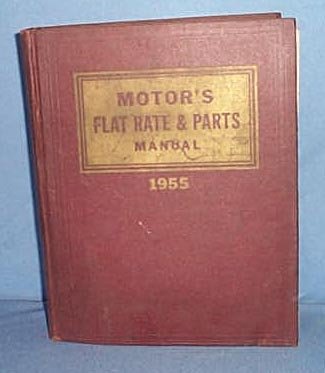 MOTOR'S
FLAT RATE & PARTS
MANUAL
1955